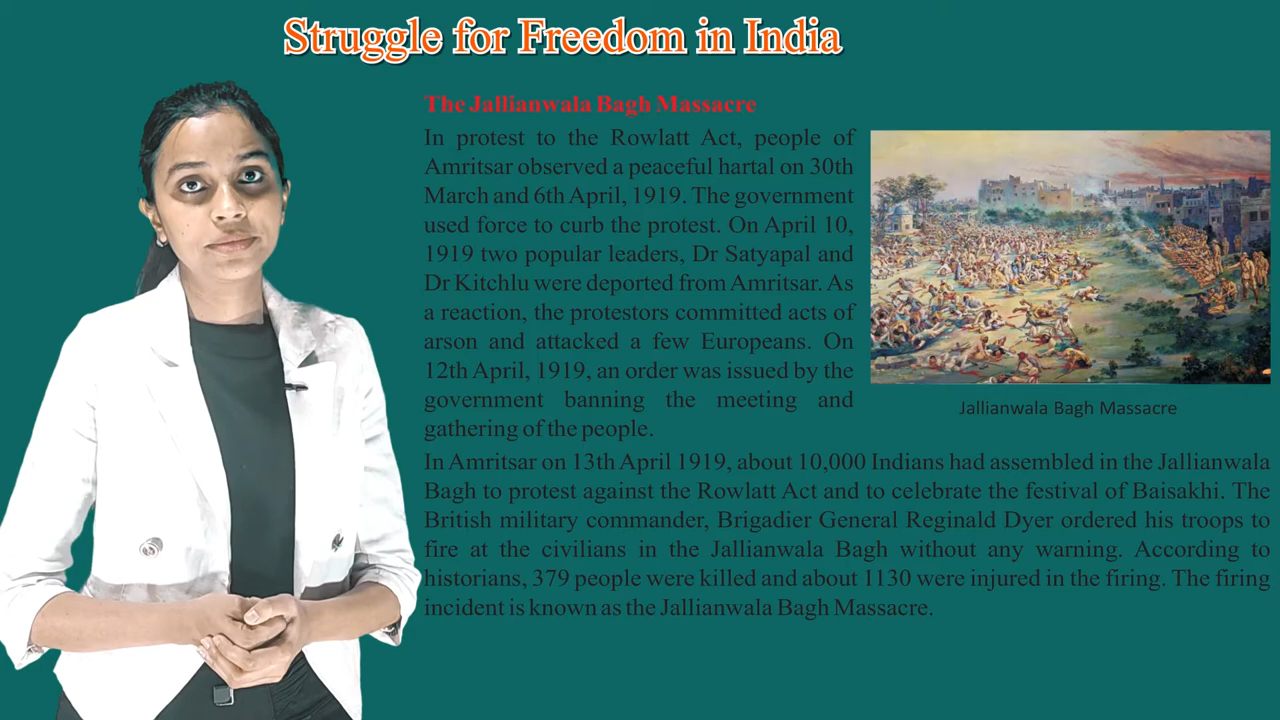 Struggle for Freedom in India
The Jallianwala Bagh Massacre
In protest to the Rowlatt Act, people of
Amritsar observed a peaceful hartal on 30th
March and 6th April, 1919. The government
used force to curb the protest. On April 10,
1919 two popular leaders, Dr Satyapal and
Dr Kitchlu were deported from Amritsar. As
a reaction, the protestors committed acts of
arson and attacked a few Europeans. On
12th April, 1919, an order was issued by the
government banning the meeting and
gathering of the people.
Jallianwala Bagh Massacre
In Amritsar on 13th April 1919, about 10,000 Indians had assembled in the Jallianwala
Bagh to protest against the Rowlatt Act and to celebrate the festival of Baisakhi. The
British military commander, Brigadier General Reginald Dyer ordered his troops to
fire at the civilians in the Jallianwala Bagh without any warning. According to
historians, 379 people were killed and about 1130 were injured in the firing. The firing
incident is known as the Jallianwala Bagh Massacre.